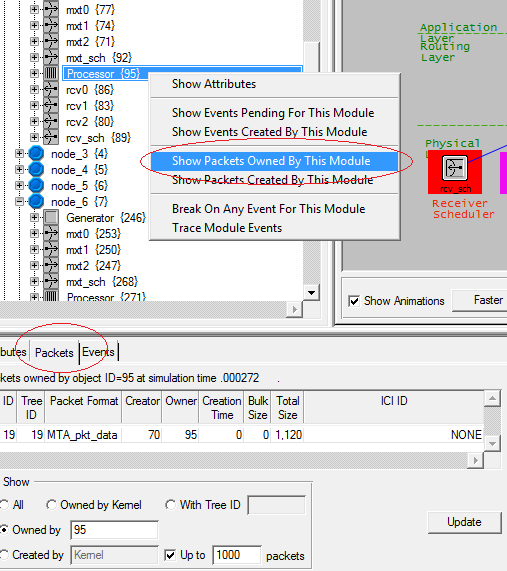 mxt0 {77}
mxt1 {74}
mxt2 {71}
mxt_sch {92}
Processor {95}
rcv0 {86}
rcv1 {83}
rcv2 {80}
rcv_sch {89}
node_3 {4}
node_4 {5}
node_5 {6}
node_6 {7}
Generator {246}
mxt0 {253}
mxt1 {250}
mxt2 {247}
mxt_sch {268}
Processor {271}
Show Attributes
Show Events Pending For This Module
Show Events Created By This Module
Show Packets Owned By This Module
Show Packets Created By This Module
Break On Any Event For This Module
Trace Module Events
Application
Layer
Routing
Layer
Physical
rcv_sch
Receiver
Scheduler
Show Animations
Faster
butes Packets Events
kets owned by object ID=95 at simulation time .000272 .
ID Tree ID Packet Format Creator Owner Creation Time Bulk Size Total Size ICI ID
19 19 MTA_pkt_data 70 95 0 0 1,120 NONE
Show
All Owned by Kernel With Tree ID
Owned by 95
Update
Created by Kernel Up to 1000 packets